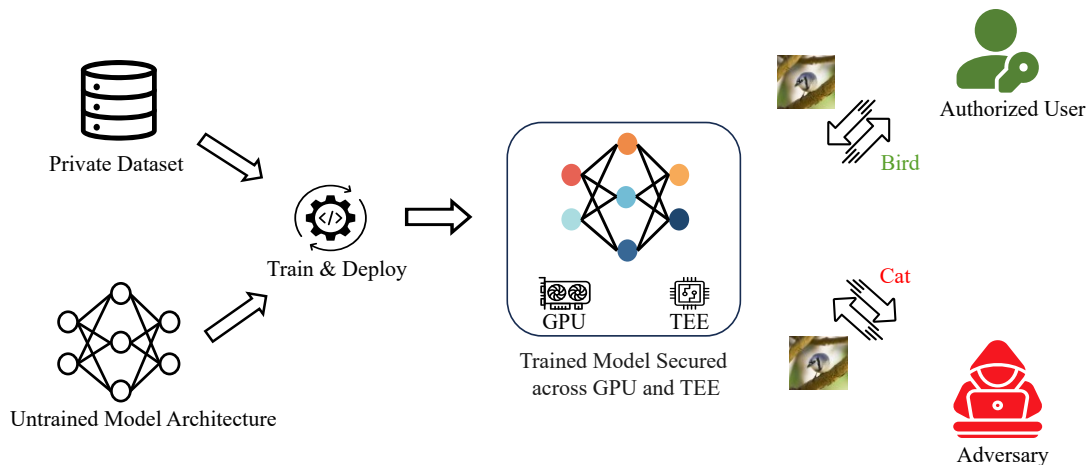 Private Dataset
Untrained Model Architecture
</>
Train & Deploy
GPU
TEE
Trained Model Secured
across GPU and TEE
Authorized User
Bird
Cat
Adversary